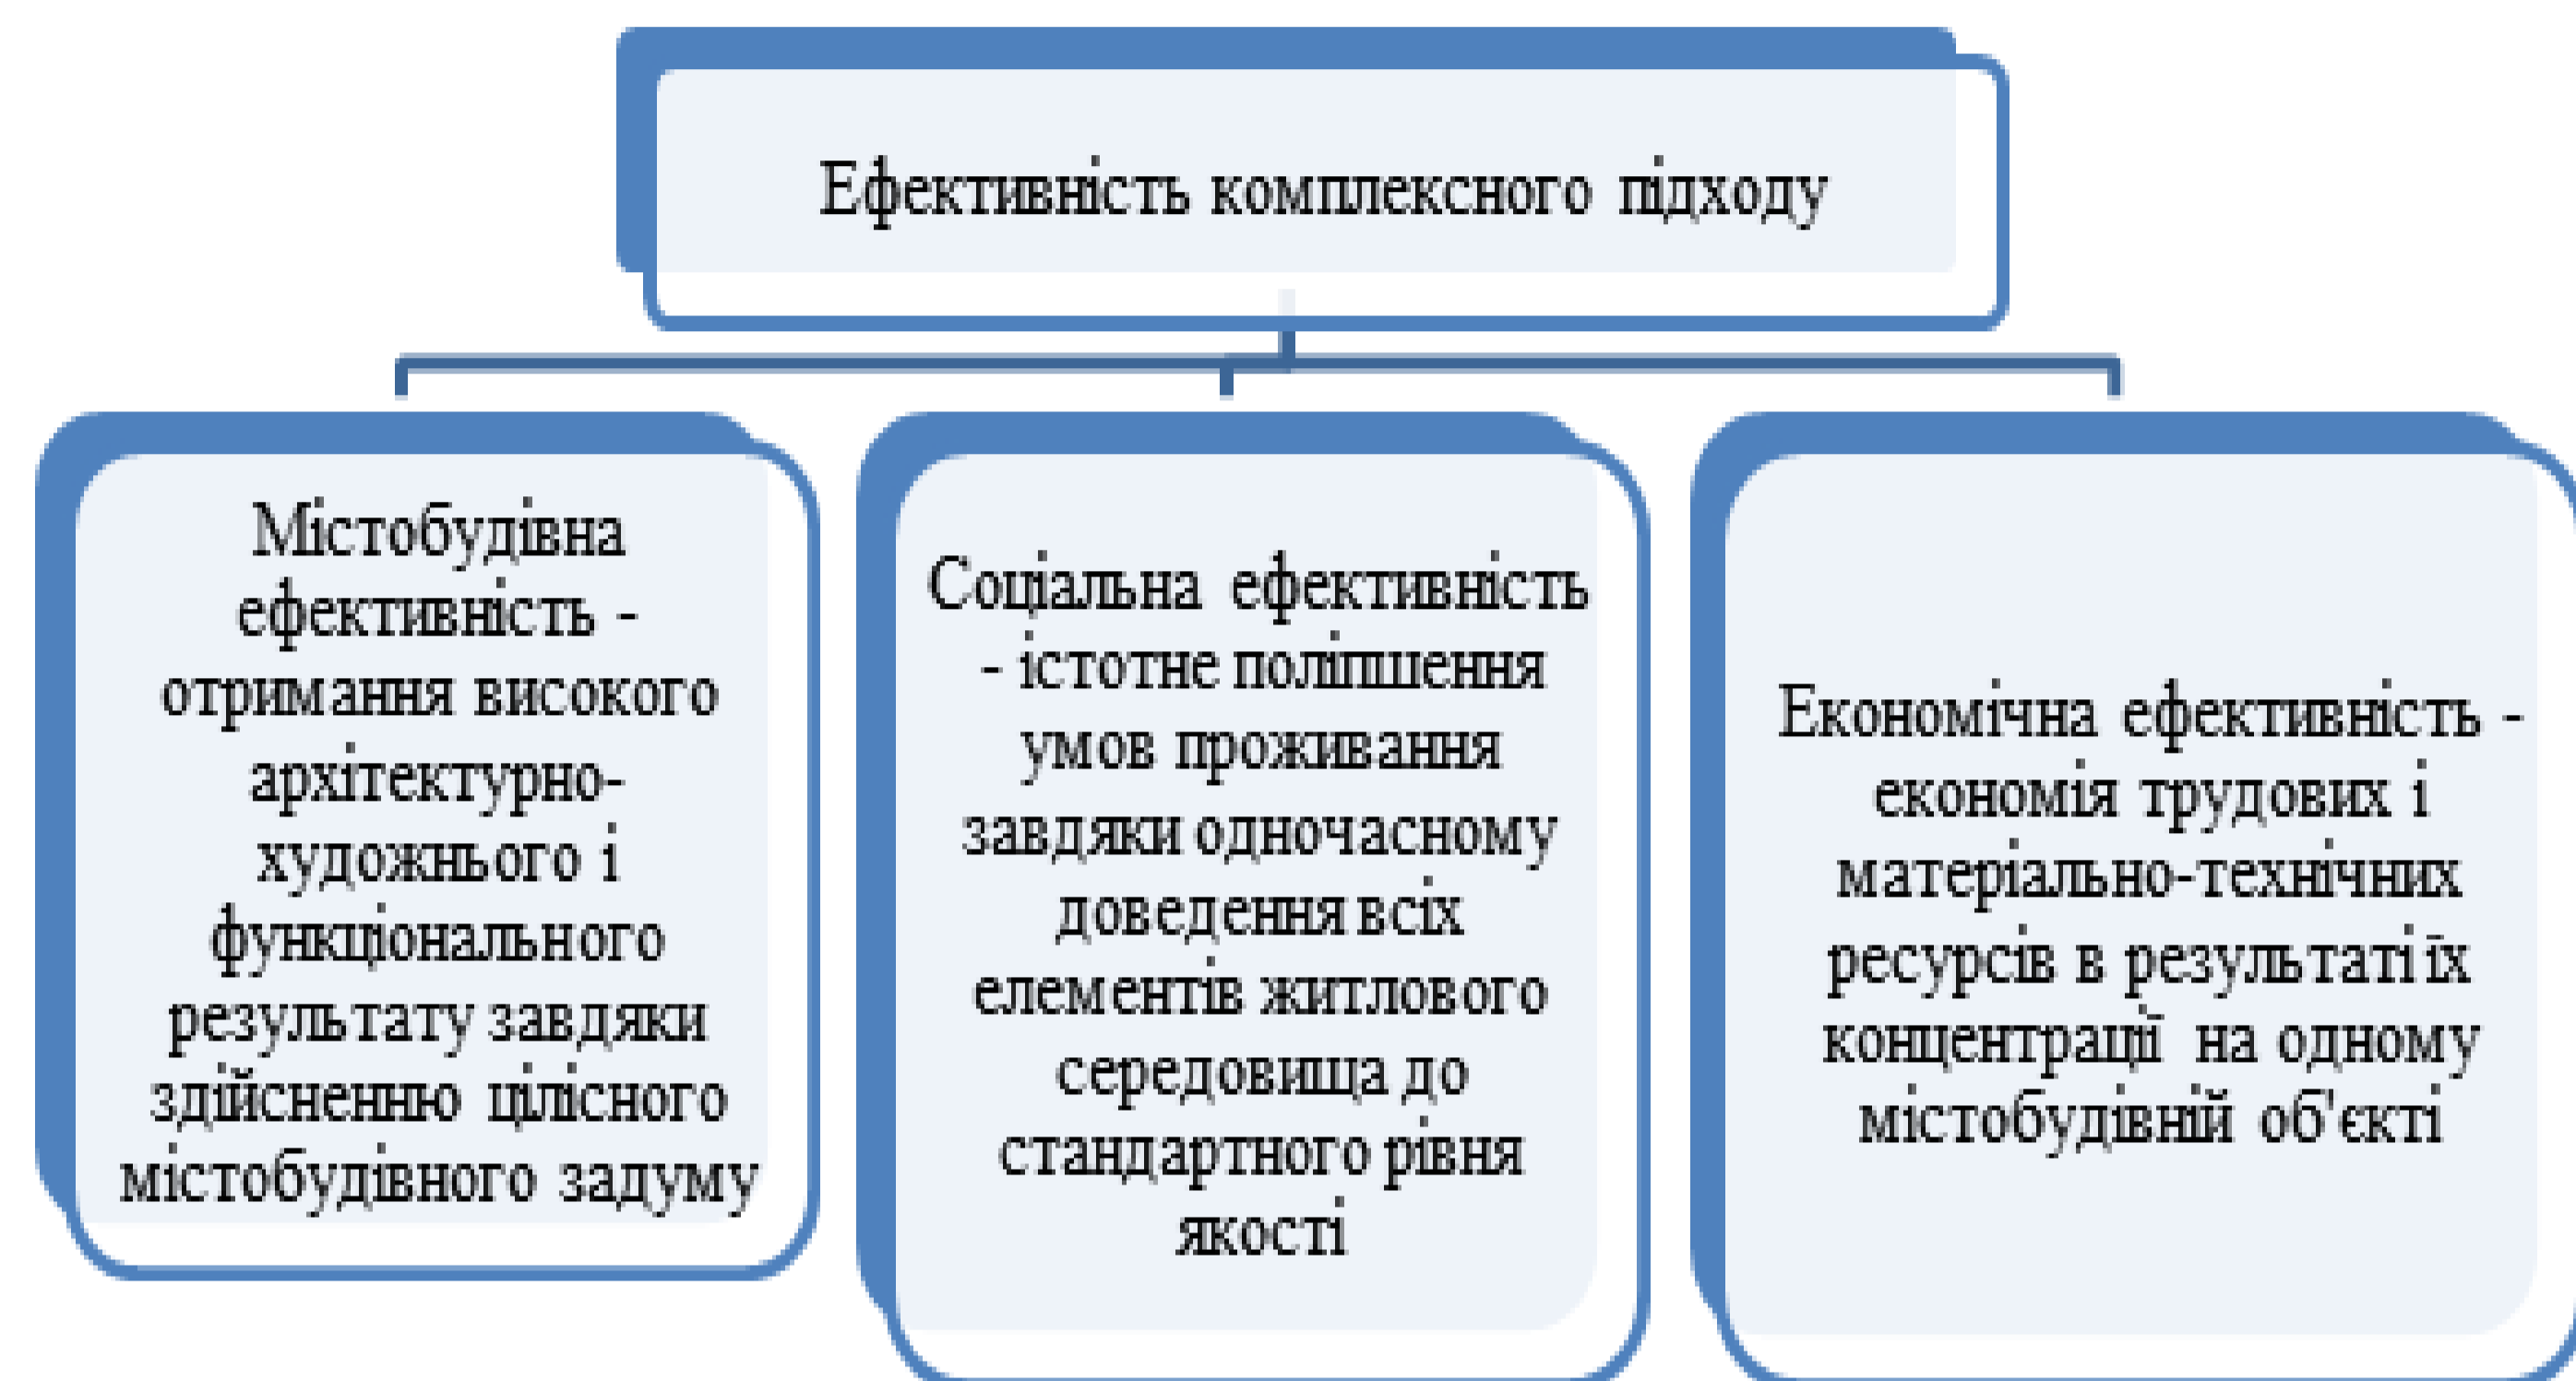 Ефективність комплексного підходу
Містобудівна
ефективність -
отримання високого
архітектурно-
художнього і
функціонального
результату завдяки
здійсненню цілісного
містобудівного задуму
Соціальна ефективність
- істотне поліпшення
умов проживання
завдяки одночасному
доведення всіх
елементів житлового
середовища до
стандартного рівня
якості
Економічна ефективність -
економія трудових і
матеріально-технічних
ресурсів в результаті їх
концентрації на одному
містобудівній об'єкті